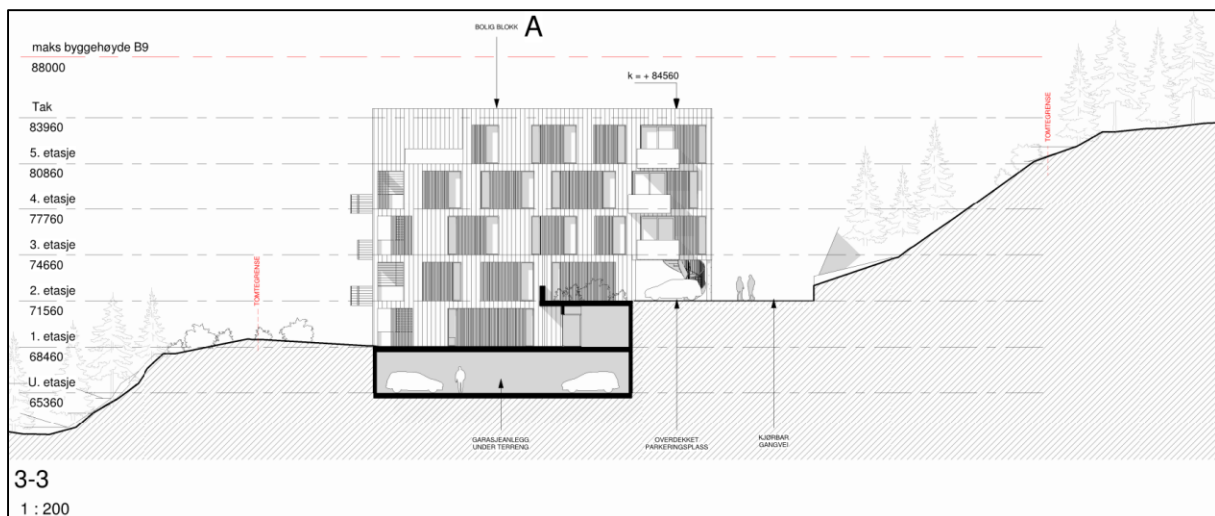 BOLIG BLOKK A
maks byggehøyde B9
88000
k = + 84560
Tak
83960
5. etasje
80860
4. etasje
77760
3. etasje
74660
2. etasje
71560
1. etasje
68460
U. etasje
65360
TOMTEGRENSE
TOMTEGRENSE
GARASJEANLEGG
UNDER TERRENG
OVERDEKKET
PARKERINGSPLASS
KJØRBAR
GANGVEI
3-3
1 : 200